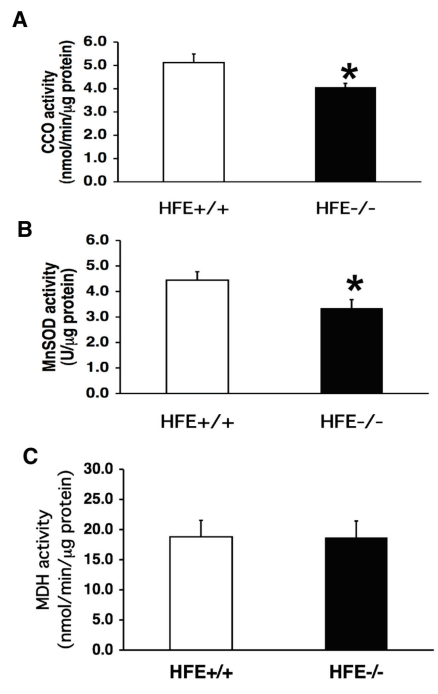 A
CCO activity
(nmol/min/µg protein)
6.0
5.0
4.0
3.0
2.0
1.0
0.0
*
HFE+/+ HFE-/-
B
MnSOD activity
(U/µg protein)
6.0
5.0
4.0
3.0
2.0
1.0
0.0
*
HFE+/+ HFE-/-
C
MDH activity
(nmol/min/µg protein)
30.0
25.0
20.0
15.0
10.0
5.0
0.0
HFE+/+ HFE-/-